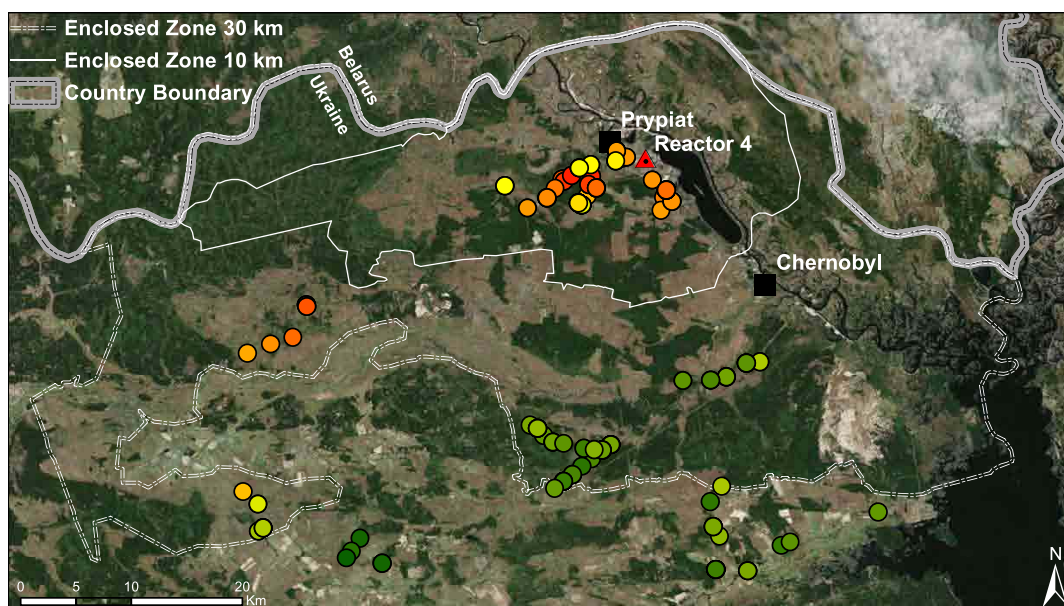 Enclosed Zone 30 km
Enclosed Zone 10 km
Country Boundary
Belarus
Ukraine
Prypiat
Reactor 4
Chernobyl
0 5 10 20
Km
N